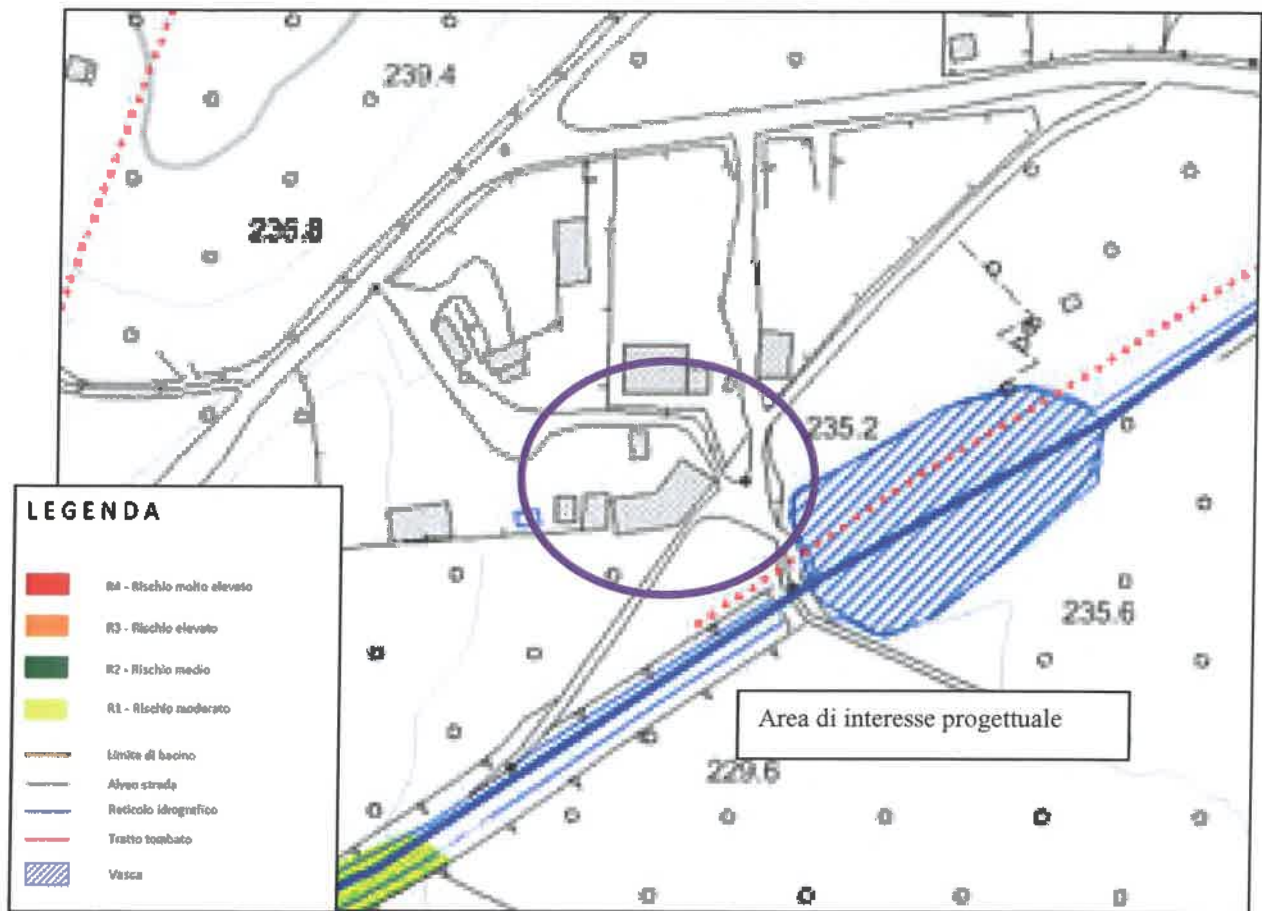 239.4
235.8
235.2
235.6
229.6
Area di interesse progettuale
LEGENDA
R4 - Rischio molto elevato
R3 - Rischio elevato
R2 - Rischio medio
R1 - Rischio moderato
Limite di bacino
Alveo strada
Reticolo idrografico
Tratto tombato
Vasca